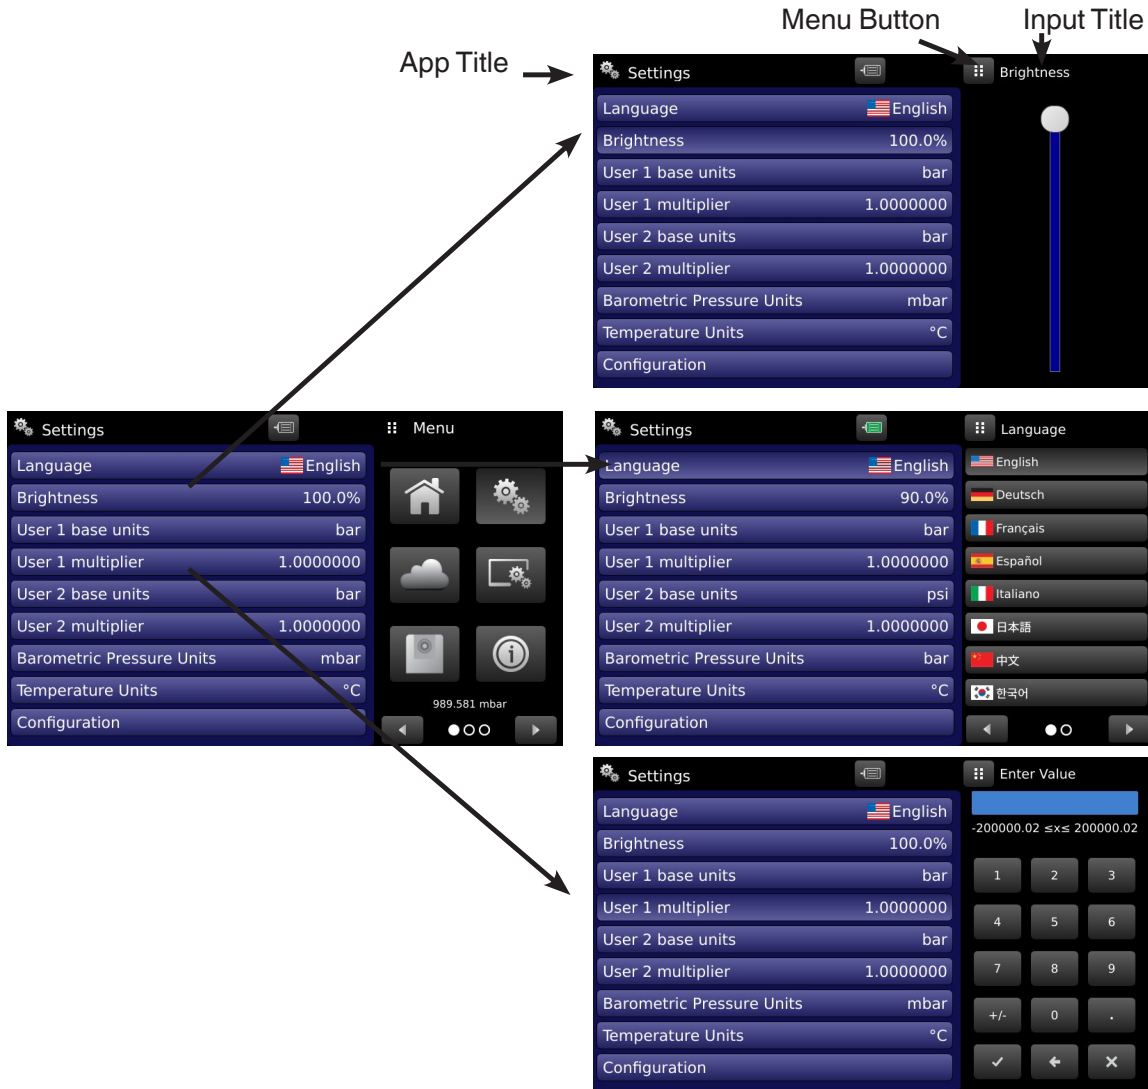 Menu Button
Input Title
App Title
Settings
Brightness
Language English
Brightness 100.0%
User 1 base units bar
User 1 multiplier 1.0000000
User 2 base units bar
User 2 multiplier 1.0000000
Barometric Pressure Units mbar
Temperature Units °C
Configuration
Settings
Menu
Language English
Brightness 100.0%
User 1 base units bar
User 1 multiplier 1.0000000
User 2 base units bar
User 2 multiplier 1.0000000
Barometric Pressure Units mbar
Temperature Units °C
Configuration
989.581 mbar
Settings
Language
Language English
Brightness 90.0%
User 1 base units bar
User 1 multiplier 1.0000000
User 2 base units psi
User 2 multiplier 1.0000000
Barometric Pressure Units bar
Temperature Units °C
Configuration
English
Deutsch
Français
Español
Italiano
日本語
中文
한국어
Settings
Enter Value
Language English
Brightness 100.0%
User 1 base units bar
User 1 multiplier 1.0000000
User 2 base units bar
User 2 multiplier 1.0000000
Barometric Pressure Units mbar
Temperature Units °C
Configuration
-200000.02 ≤x≤ 200000.02
1 2 3
4 5 6
7 8 9
+/- 0 .